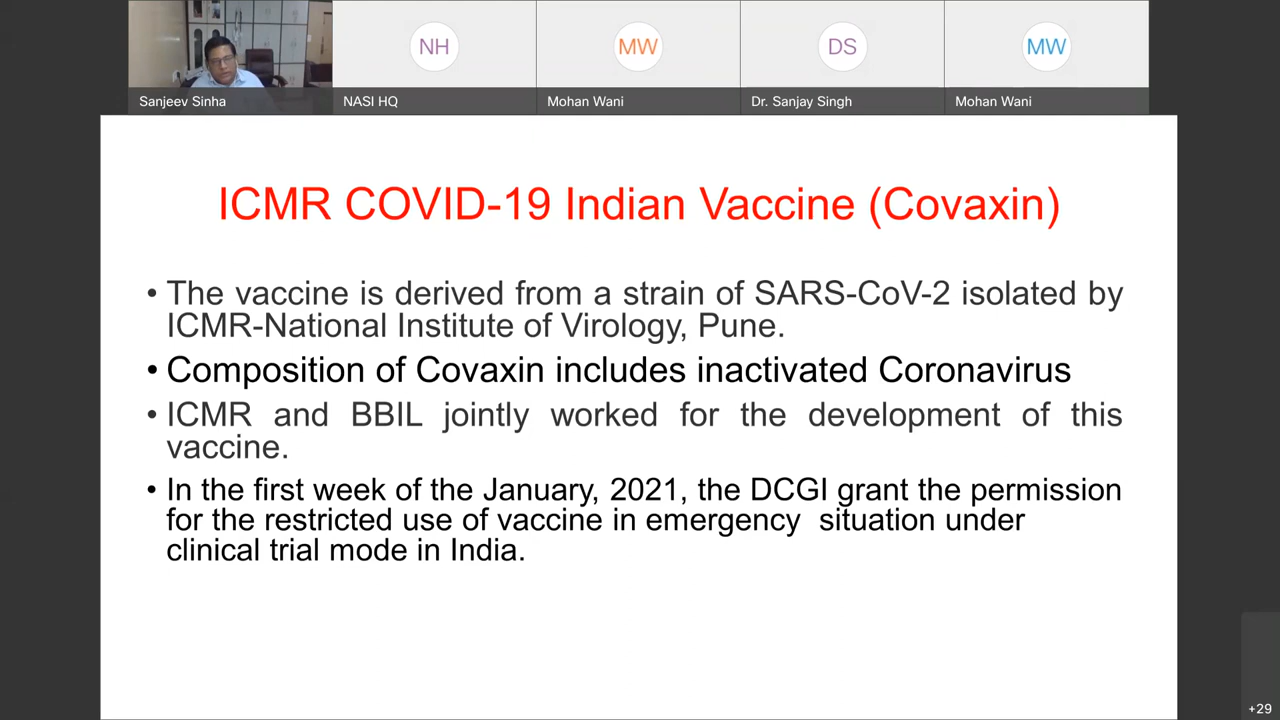 NH
MW
DS
MW
Sanjeev Sinha
NASI HQ
Mohan Wani
Dr. Sanjay Singh
Mohan Wani
ICMR COVID-19 Indian Vaccine (Covaxin)
• The vaccine is derived from a strain of SARS-CoV-2 isolated by
ICMR-National Institute of Virology, Pune.
• Composition of Covaxin includes inactivated Coronavirus
• ICMR and BBIL jointly worked for the development of this
vaccine.
• In the first week of the January, 2021, the DCGI grant the permission
for the restricted use of vaccine in emergency situation under
clinical trial mode in India.
+29